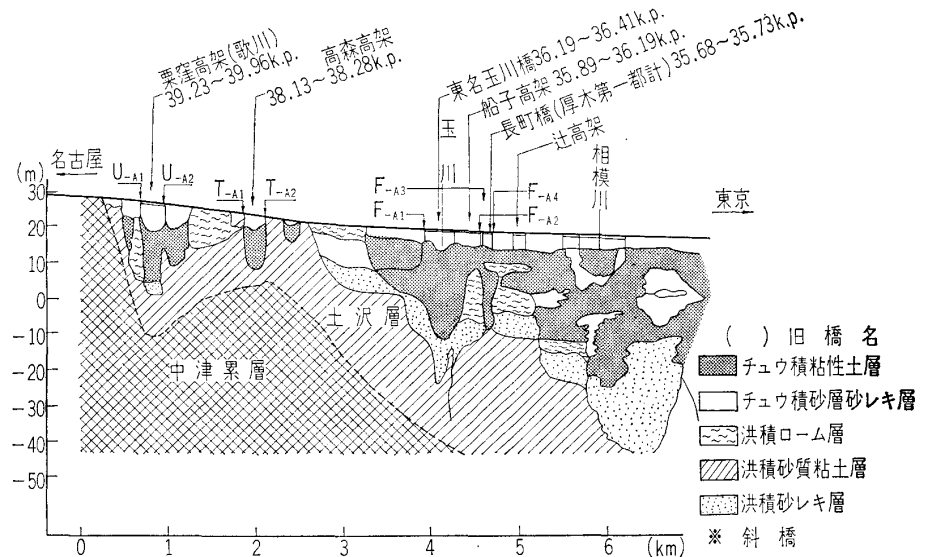 粟窪高架(歌川)
39.23~39.96k.p.
高森高架
38.13~38.28k.p.
東名玉川橋36.19~36.41k.p.
船子高架 35.89~36.19k.p.
長町橋(厚木第一都計)35.68~35.73k.p.
辻高架
玉川
相模川
(m)
名古屋
U-A1
U-A2
T-A1
T-A2
F-A3
F-A4
F-A1
F-A2
東京
30
20
10
0
-10
-20
-30
-40
-50
土沢層
中津累層
( )旧橋名
チュウ積粘性土層
チュウ積砂層砂レキ層
洪積ローム層
洪積砂質粘土層
洪積砂レキ層
※ 斜橋
0 1 2 3 4 5 6 (km)